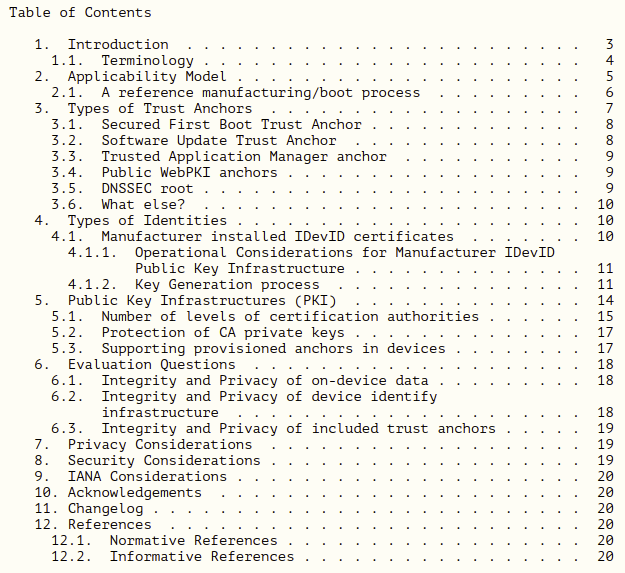 Table of Contents
1.  Introduction  . . . . . . . . . . . . . . . . . . . . . . . .   3
1.1.  Terminology . . . . . . . . . . . . . . . . . . . . . . .   4
2.  Applicability Model . . . . . . . . . . . . . . . . . . . . .   5
2.1.  A reference manufacturing/boot process  . . . . . . . . .   6
3.  Types of Trust Anchors  . . . . . . . . . . . . . . . . . . .   7
3.1.  Secured First Boot Trust Anchor . . . . . . . . . . . . .   8
3.2.  Software Update Trust Anchor  . . . . . . . . . . . . . .   8
3.3.  Trusted Application Manager anchor  . . . . . . . . . . .   9
3.4.  Public WebPKI anchors . . . . . . . . . . . . . . . . . .   9
3.5.  DNSSEC root . . . . . . . . . . . . . . . . . . . . . . .   9
3.6.  What else?  . . . . . . . . . . . . . . . . . . . . . . .  10
4.  Types of Identities . . . . . . . . . . . . . . . . . . . . .  10
4.1.  Manufacturer installed IDevID certificates  . . . . . . .  10
4.1.1.  Operational Considerations for Manufacturer IDevID
Public Key Infrastructure . . . . . . . . . . . . . . .  11
4.1.2.  Key Generation process  . . . . . . . . . . . . . . .  11
5.  Public Key Infrastructures (PKI)  . . . . . . . . . . . . . .  14
5.1.  Number of levels of certification authorities . . . . . .  15
5.2.  Protection of CA private keys . . . . . . . . . . . . . .  17
5.3.  Supporting provisioned anchors in devices . . . . . . . .  17
6.  Evaluation Questions  . . . . . . . . . . . . . . . . . . . .  18
6.1.  Integrity and Privacy of on-device data . . . . . . . . .  18
6.2.  Integrity and Privacy of device identify
infrastructure  . . . . . . . . . . . . . . . . . . . . .  18
6.3.  Integrity and Privacy of included trust anchors . . . . .  19
7.  Privacy Considerations  . . . . . . . . . . . . . . . . . . .  19
8.  Security Considerations . . . . . . . . . . . . . . . . . . .  19
9.  IANA Considerations . . . . . . . . . . . . . . . . . . . . .  20
10. Acknowledgements  . . . . . . . . . . . . . . . . . . . . . .  20
11. Changelog . . . . . . . . . . . . . . . . . . . . . . . . . .  20
12. References  . . . . . . . . . . . . . . . . . . . . . . . . .  20
12.1.  Normative References . . . . . . . . . . . . . . . . . .  20
12.2.  Informative References . . . . . . . . . . . . . . . . .  20